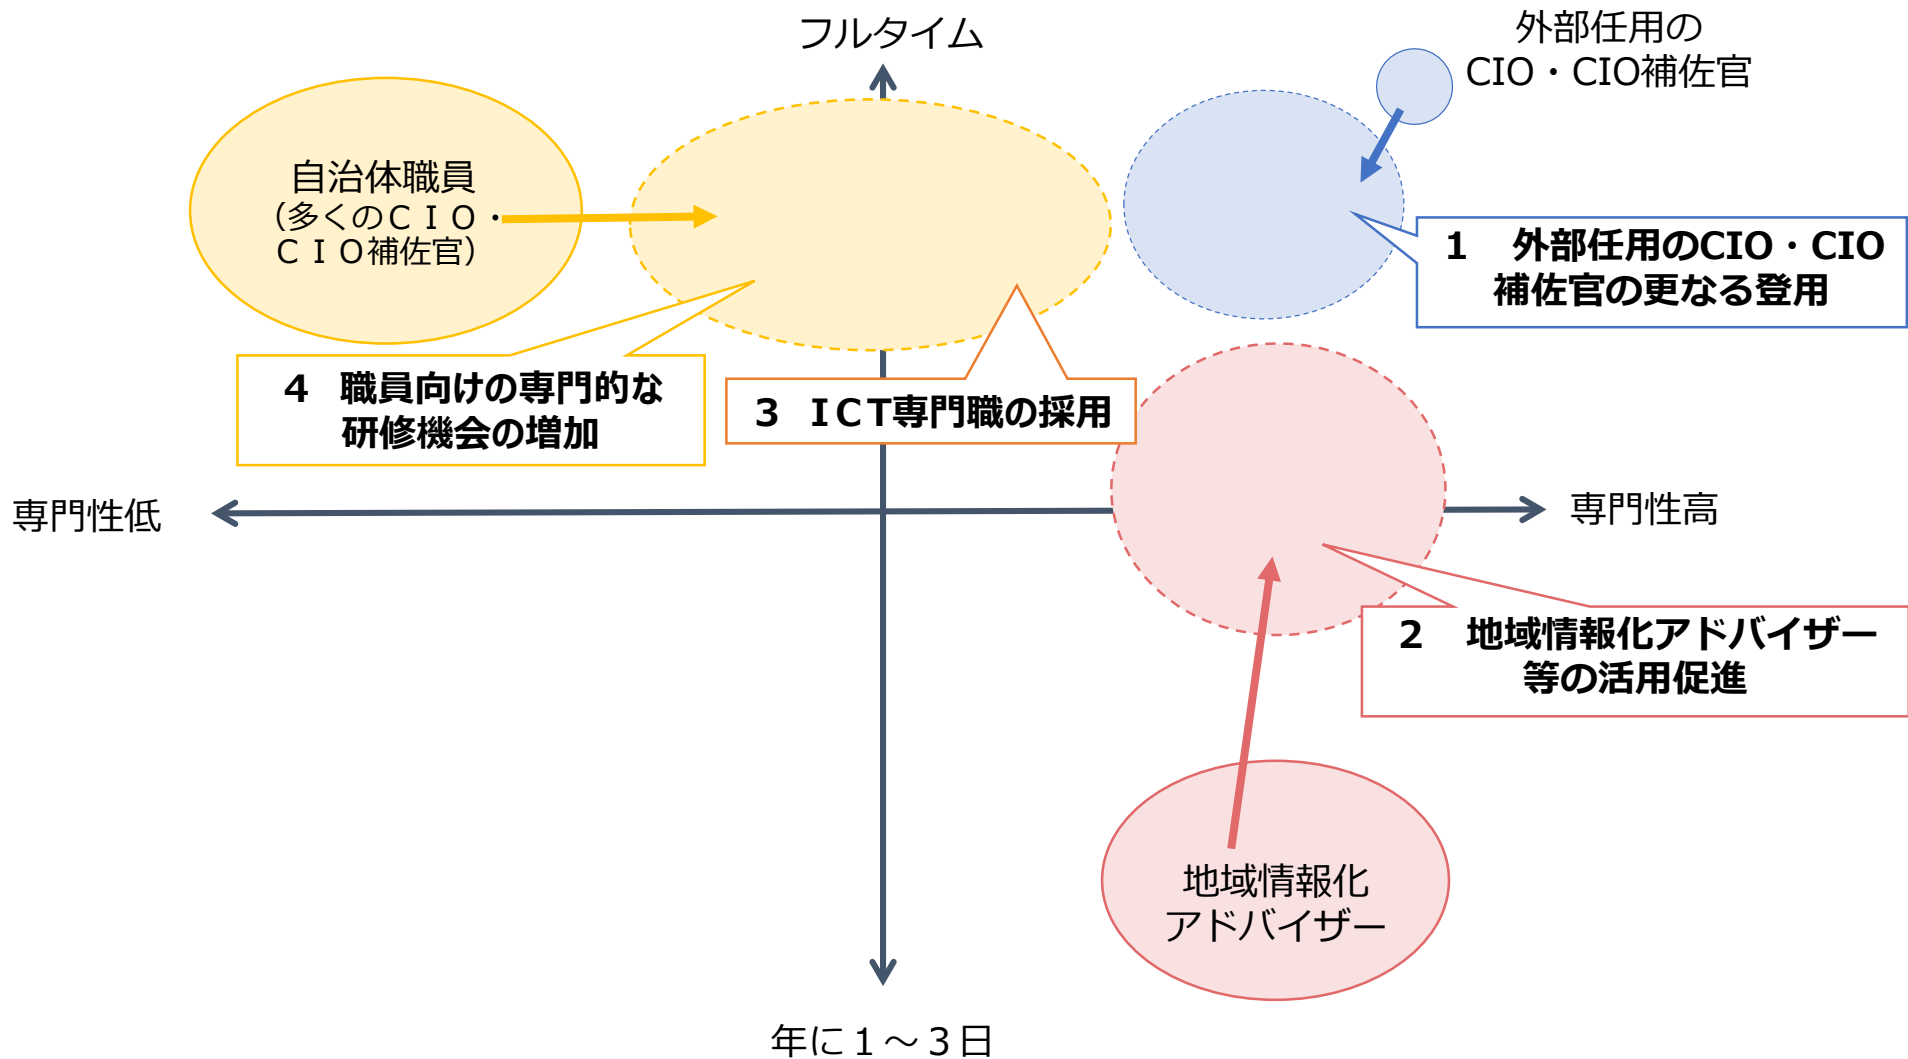 フルタイム
外部任用の
CIO・CIO補佐官
自治体職員
（多くのＣＩＯ・
ＣＩＯ補佐官）
１　外部任用のCIO・CIO
補佐官の更なる登用
４　職員向けの専門的な
研修機会の増加
３　ＩＣＴ専門職の採用
専門性低
専門性高
２　地域情報化アドバイザー
等の活用促進
地域情報化
アドバイザー
年に１～３日